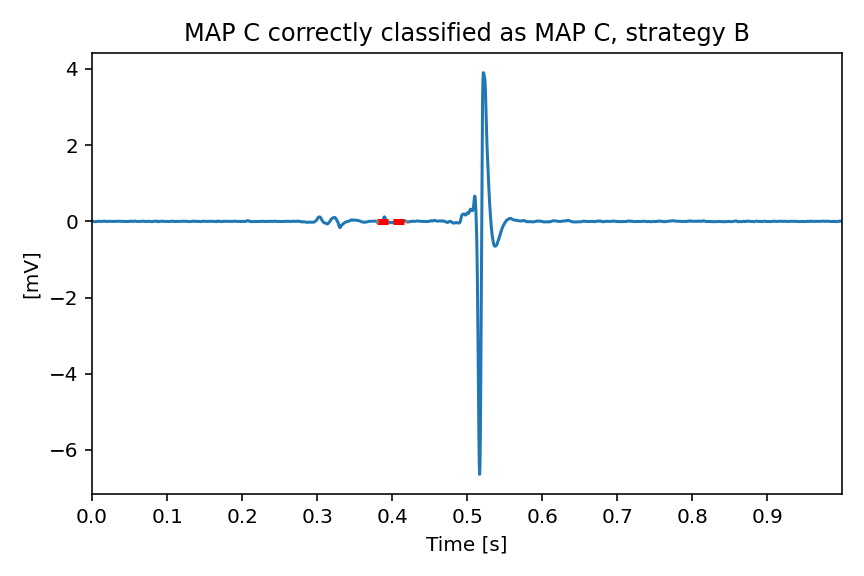 MAP C correctly classified as MAP C, strategy B
4
2
0
−2
−4
−6
[mV]
0.0 0.1 0.2 0.3 0.4 0.5 0.6 0.7 0.8 0.9
Time [s]